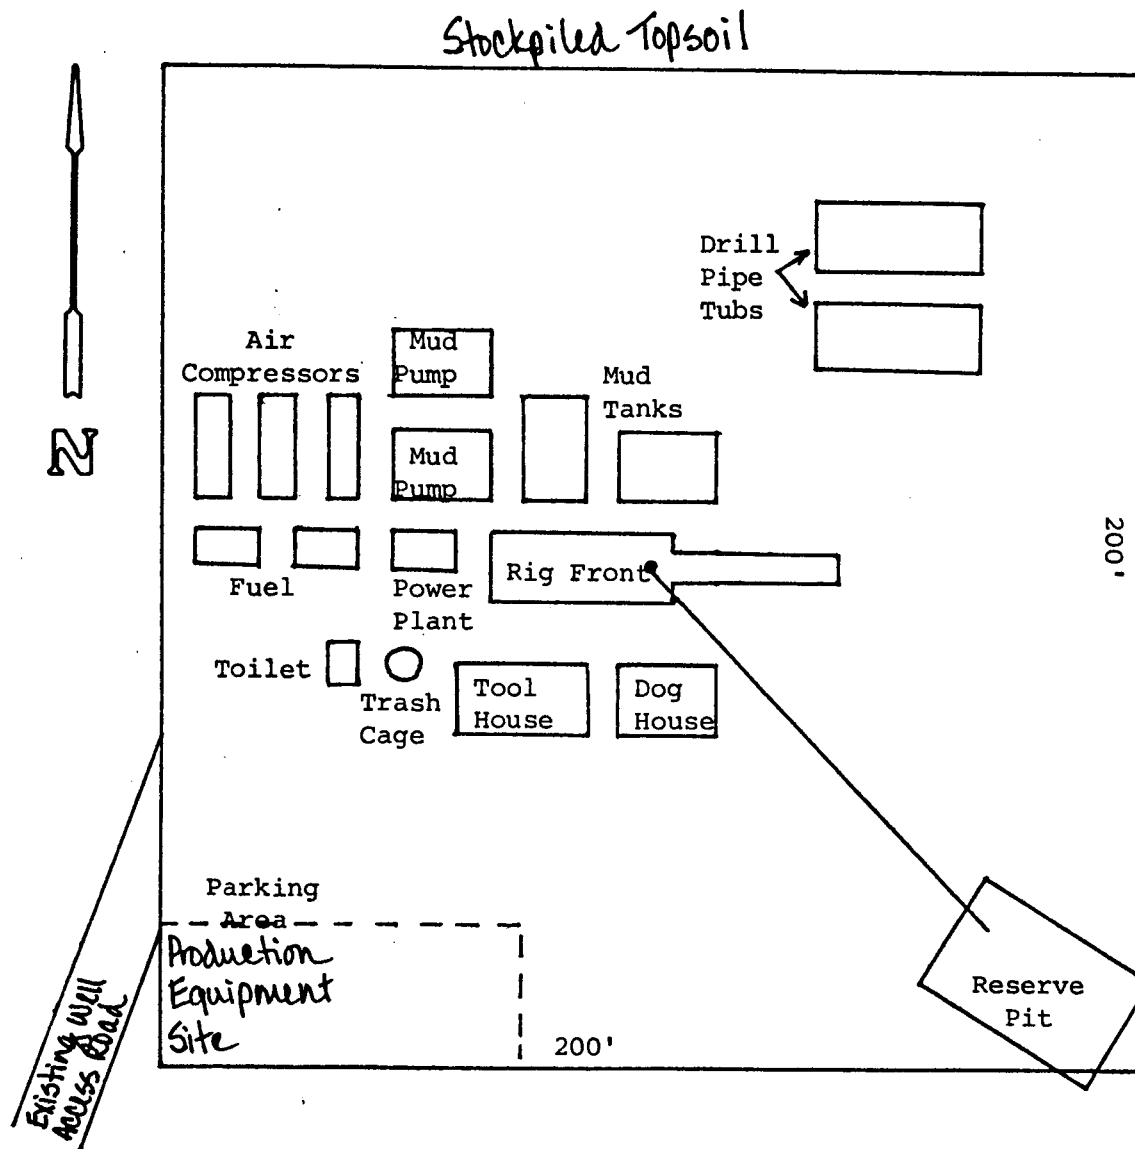 Stockpiled Topsoil
Drill
Pipe
Tubs
Air
Compressors
Mud
Pump
Mud
Tanks
Mud
Pump
N
200'
Rig Front
Fuel
Power
Plant
Toilet
Trash
Cage
Tool
House
Dog
House
Parking
Area
Production
Equipment
Site
Existing Well
Access Road
200'
Reserve
Pit